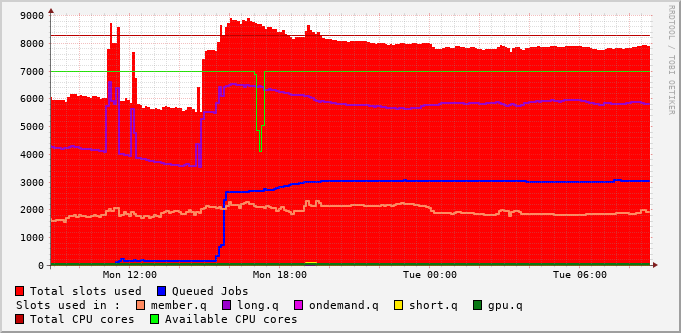 9000
8000
7000
6000
5000
4000
3000
2000
1000
0
Mon 12:00 Mon 18:00 Tue 00:00 Tue 06:00
Total slots used Queued Jobs
Slots used in : member.q long.q ondemand.q short.q gpu.q
Total CPU cores Available CPU cores
RRDTOOL / TOBI OETIKER